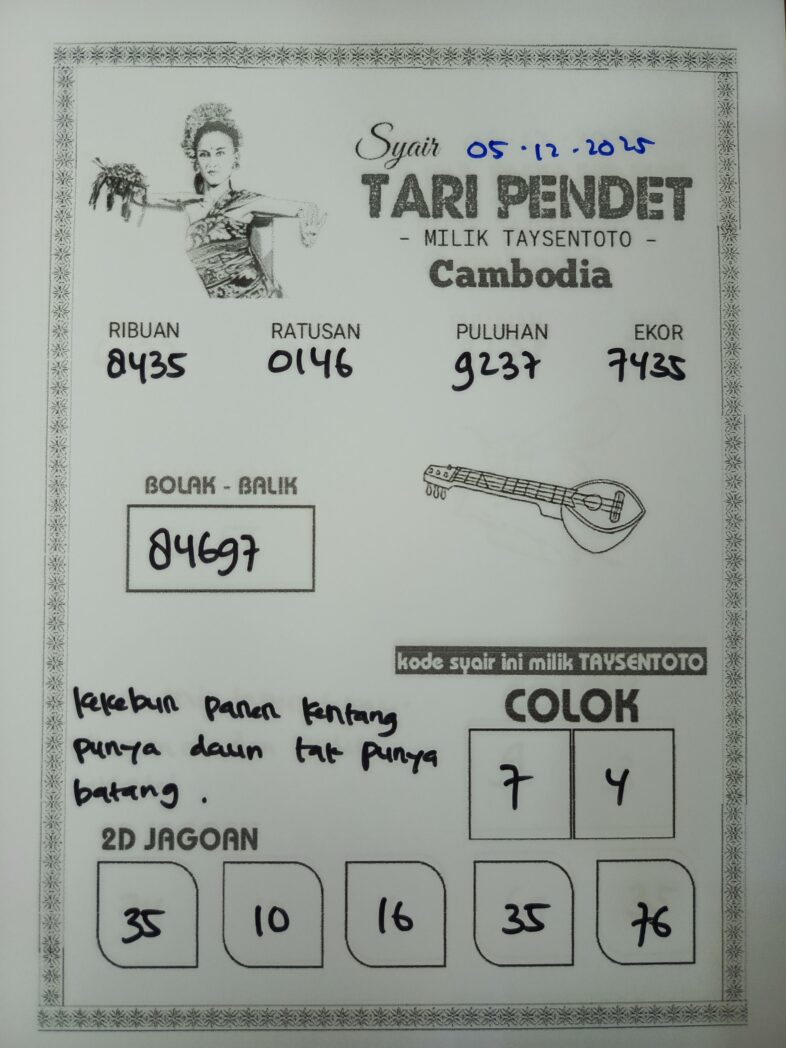 Syair 05.12.2025
TARI PENDET
- MILIK TAYSENTOTO -
Cambodia
RIBUAN RATUSAN PULUHAN EKOR
8435 0146 9237 7435
BOLAK - BALIK
84697
kode syair ini milik TAYSENTOTO
COLOK
7 4
kekebun panen kentang
punya daun tak punya
batang.
2D JAGOAN
35 10 16 35 76